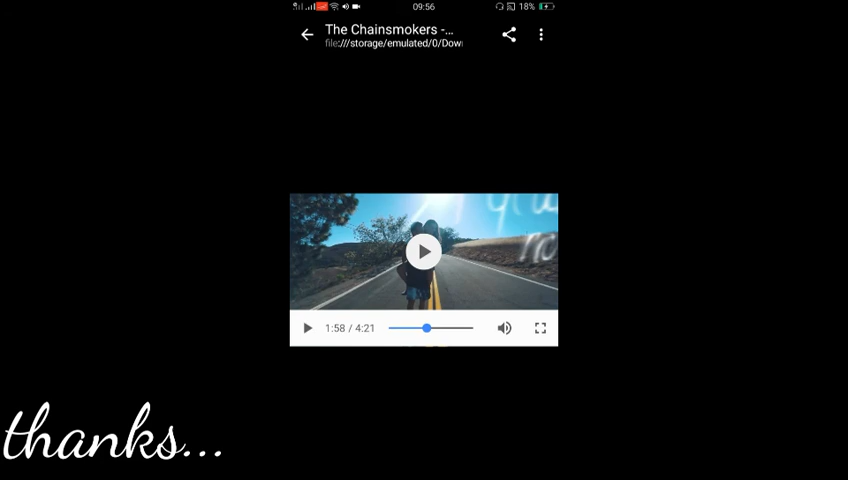 09:56
18%
The Chainsmokers -...
file:///storage/emulated/0/Dow
1:58 / 4:21
thanks...